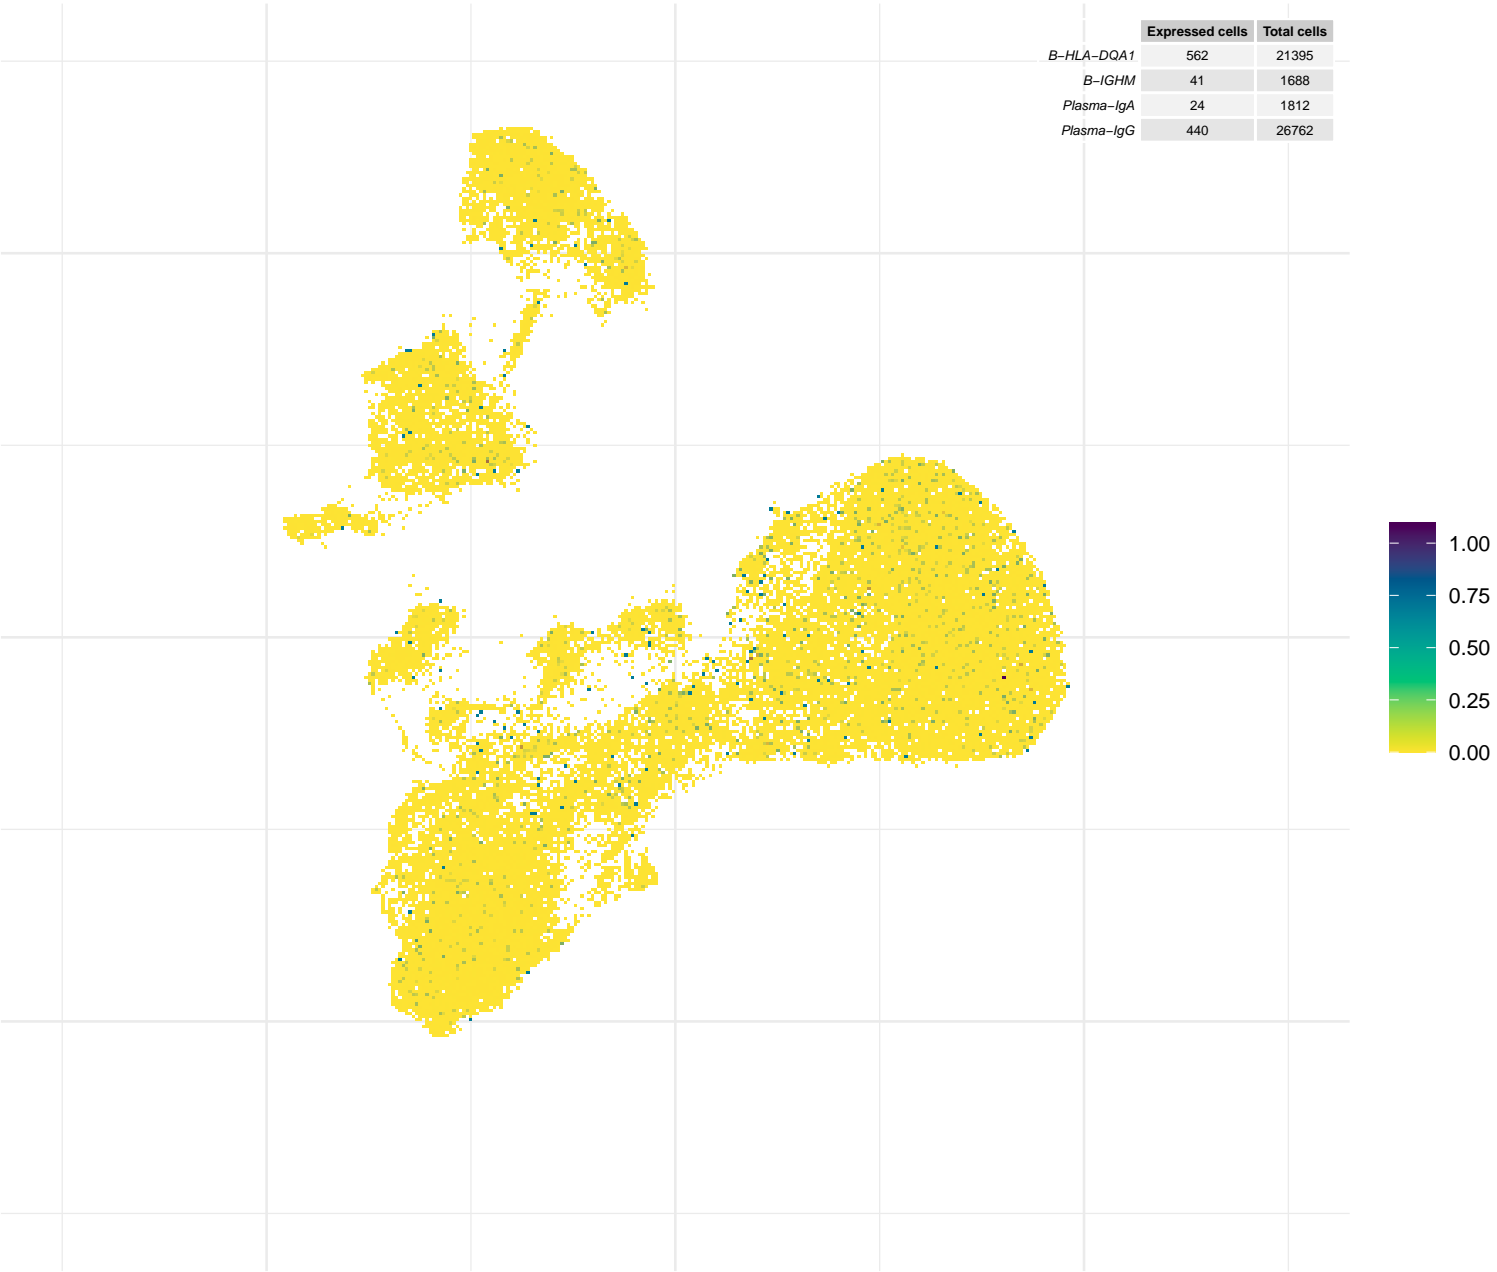 Expressed cells Total cells
B−HLA−DQA1 562 21395
B−IGHM 41 1688
Plasma−IgA 24 1812
Plasma−IgG 440 26762
1.00
0.75
0.50
0.25
0.00